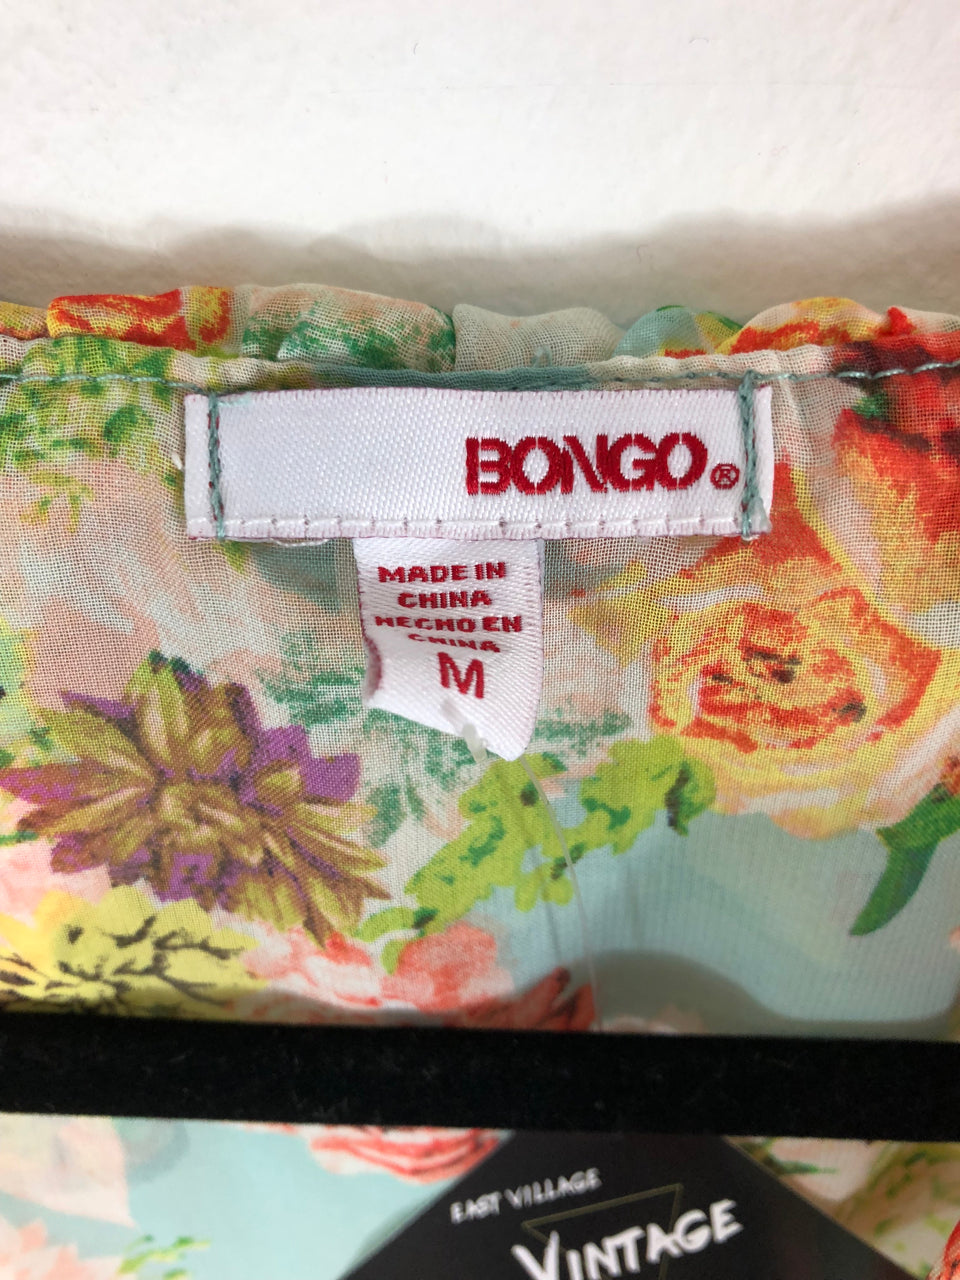 BONGO®
MADE IN
CHINA
HECHO EN
CHINA
M
EAST VILLAGE
VINTAGE